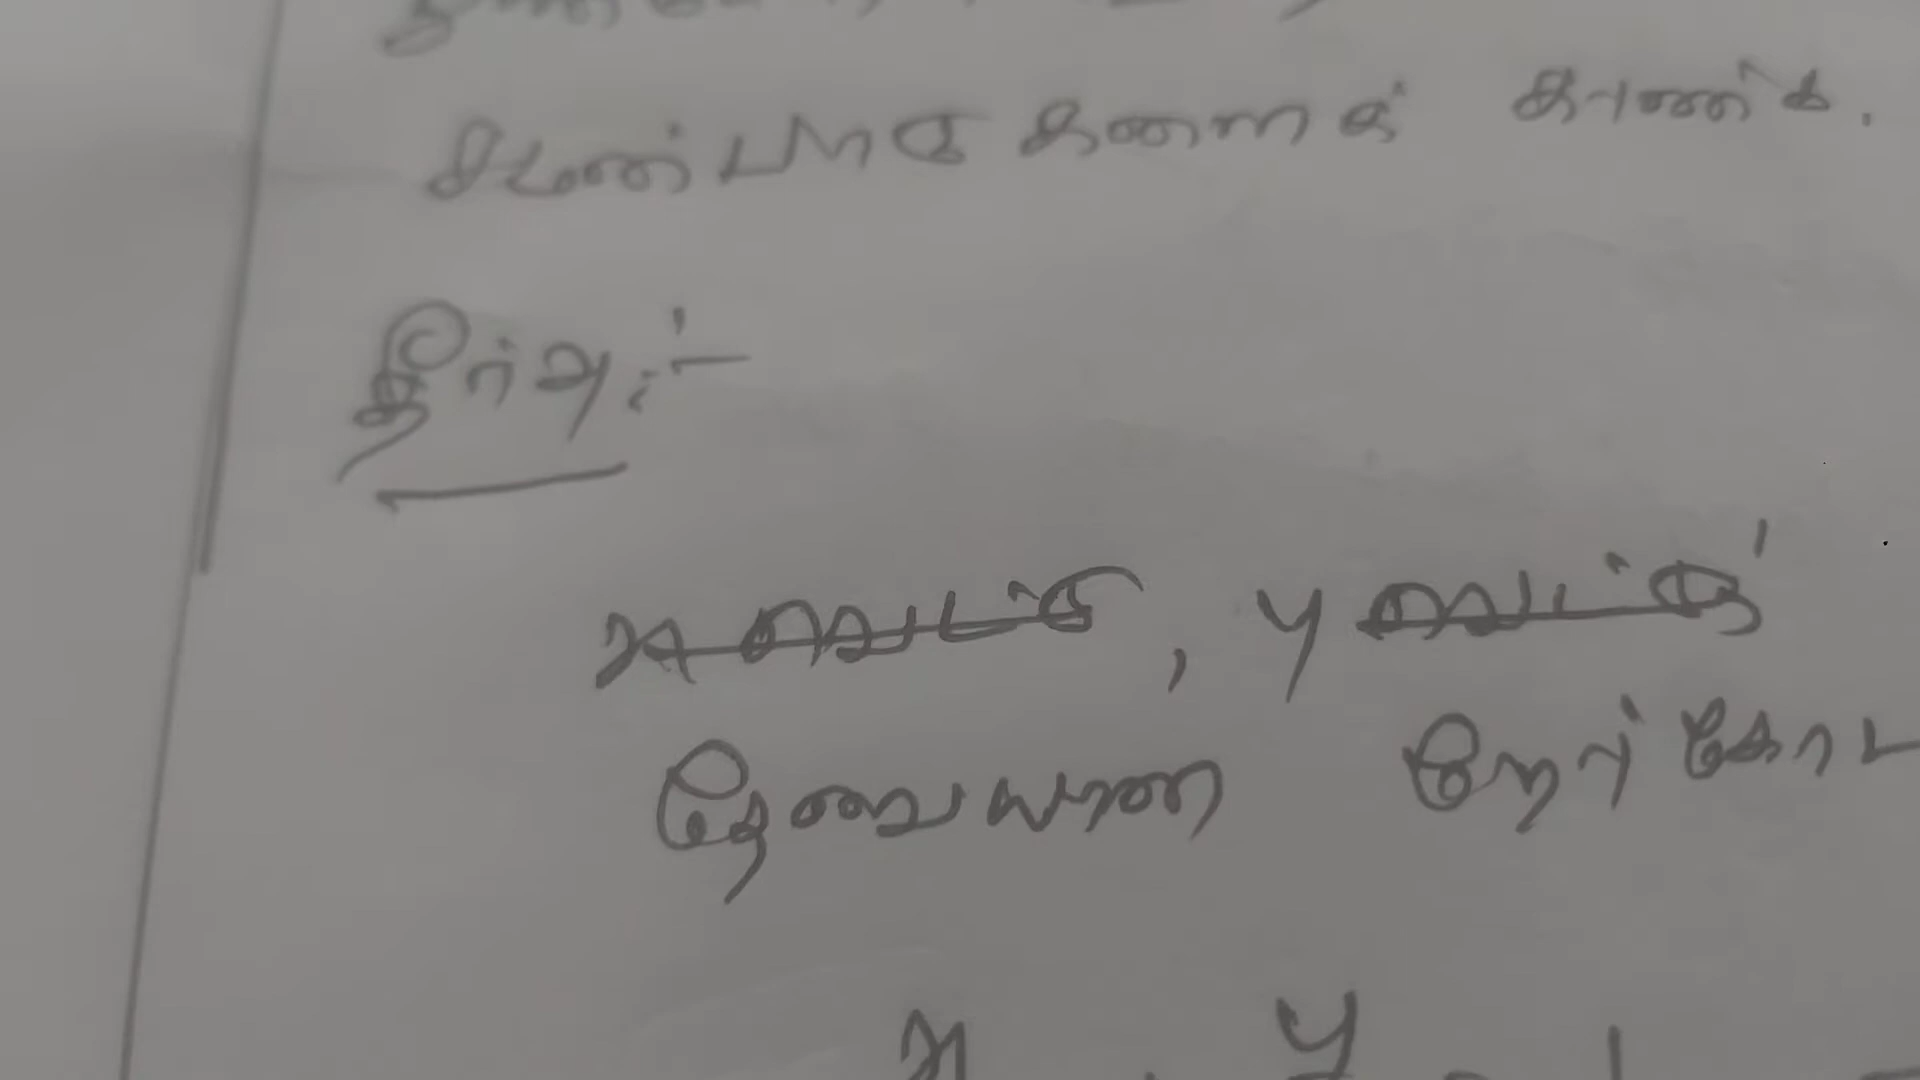 சமன்பாடுகளைக் காண்க.
தீர்வு:-
x வெட்டு, y வெட்டு
தேவையான நேர்கோட
x y